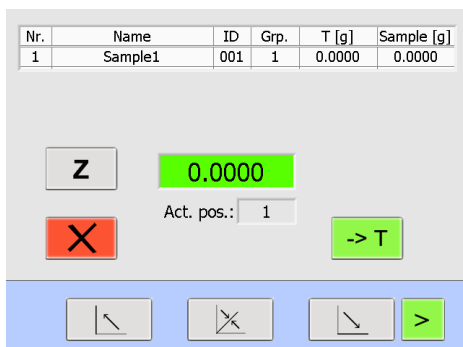 Nr. Name ID Grp. T [g] Sample [g]
1 Sample1 001 1 0.0000 0.0000
Z 0.0000
Act. pos.: 1
X -> T
>